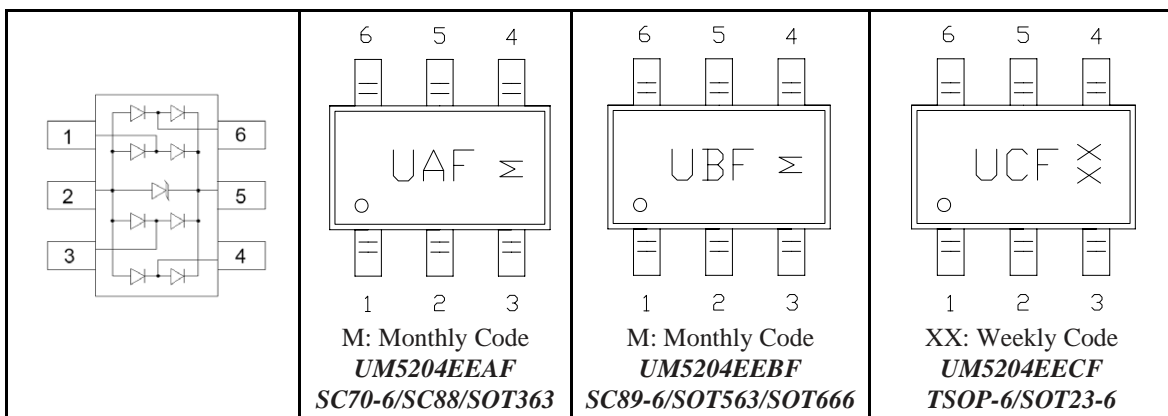 1
2
3
6
5
4
6 5 4
UAF M
1 2 3
M: Monthly Code
UM5204EEAF
SC70-6/SC88/SOT363
6 5 4
UBF M
1 2 3
M: Monthly Code
UM5204EEBF
SC89-6/SOT563/SOT666
6 5 4
UCF XX
1 2 3
XX: Weekly Code
UM5204EECF
TSOP-6/SOT23-6